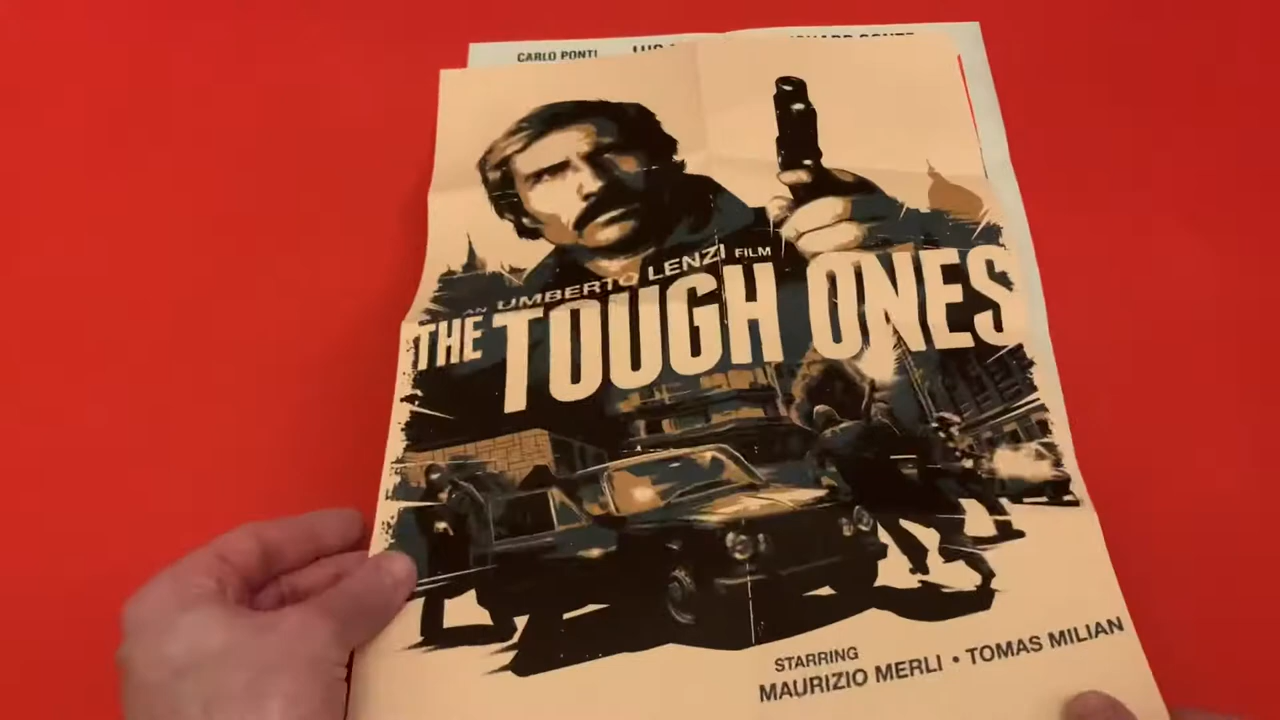 CARLO PONTI
AN UMBERTO LENZI FILM
THE TOUGH ONES
STARRING
MAURIZIO MERLI • TOMAS MILIAN